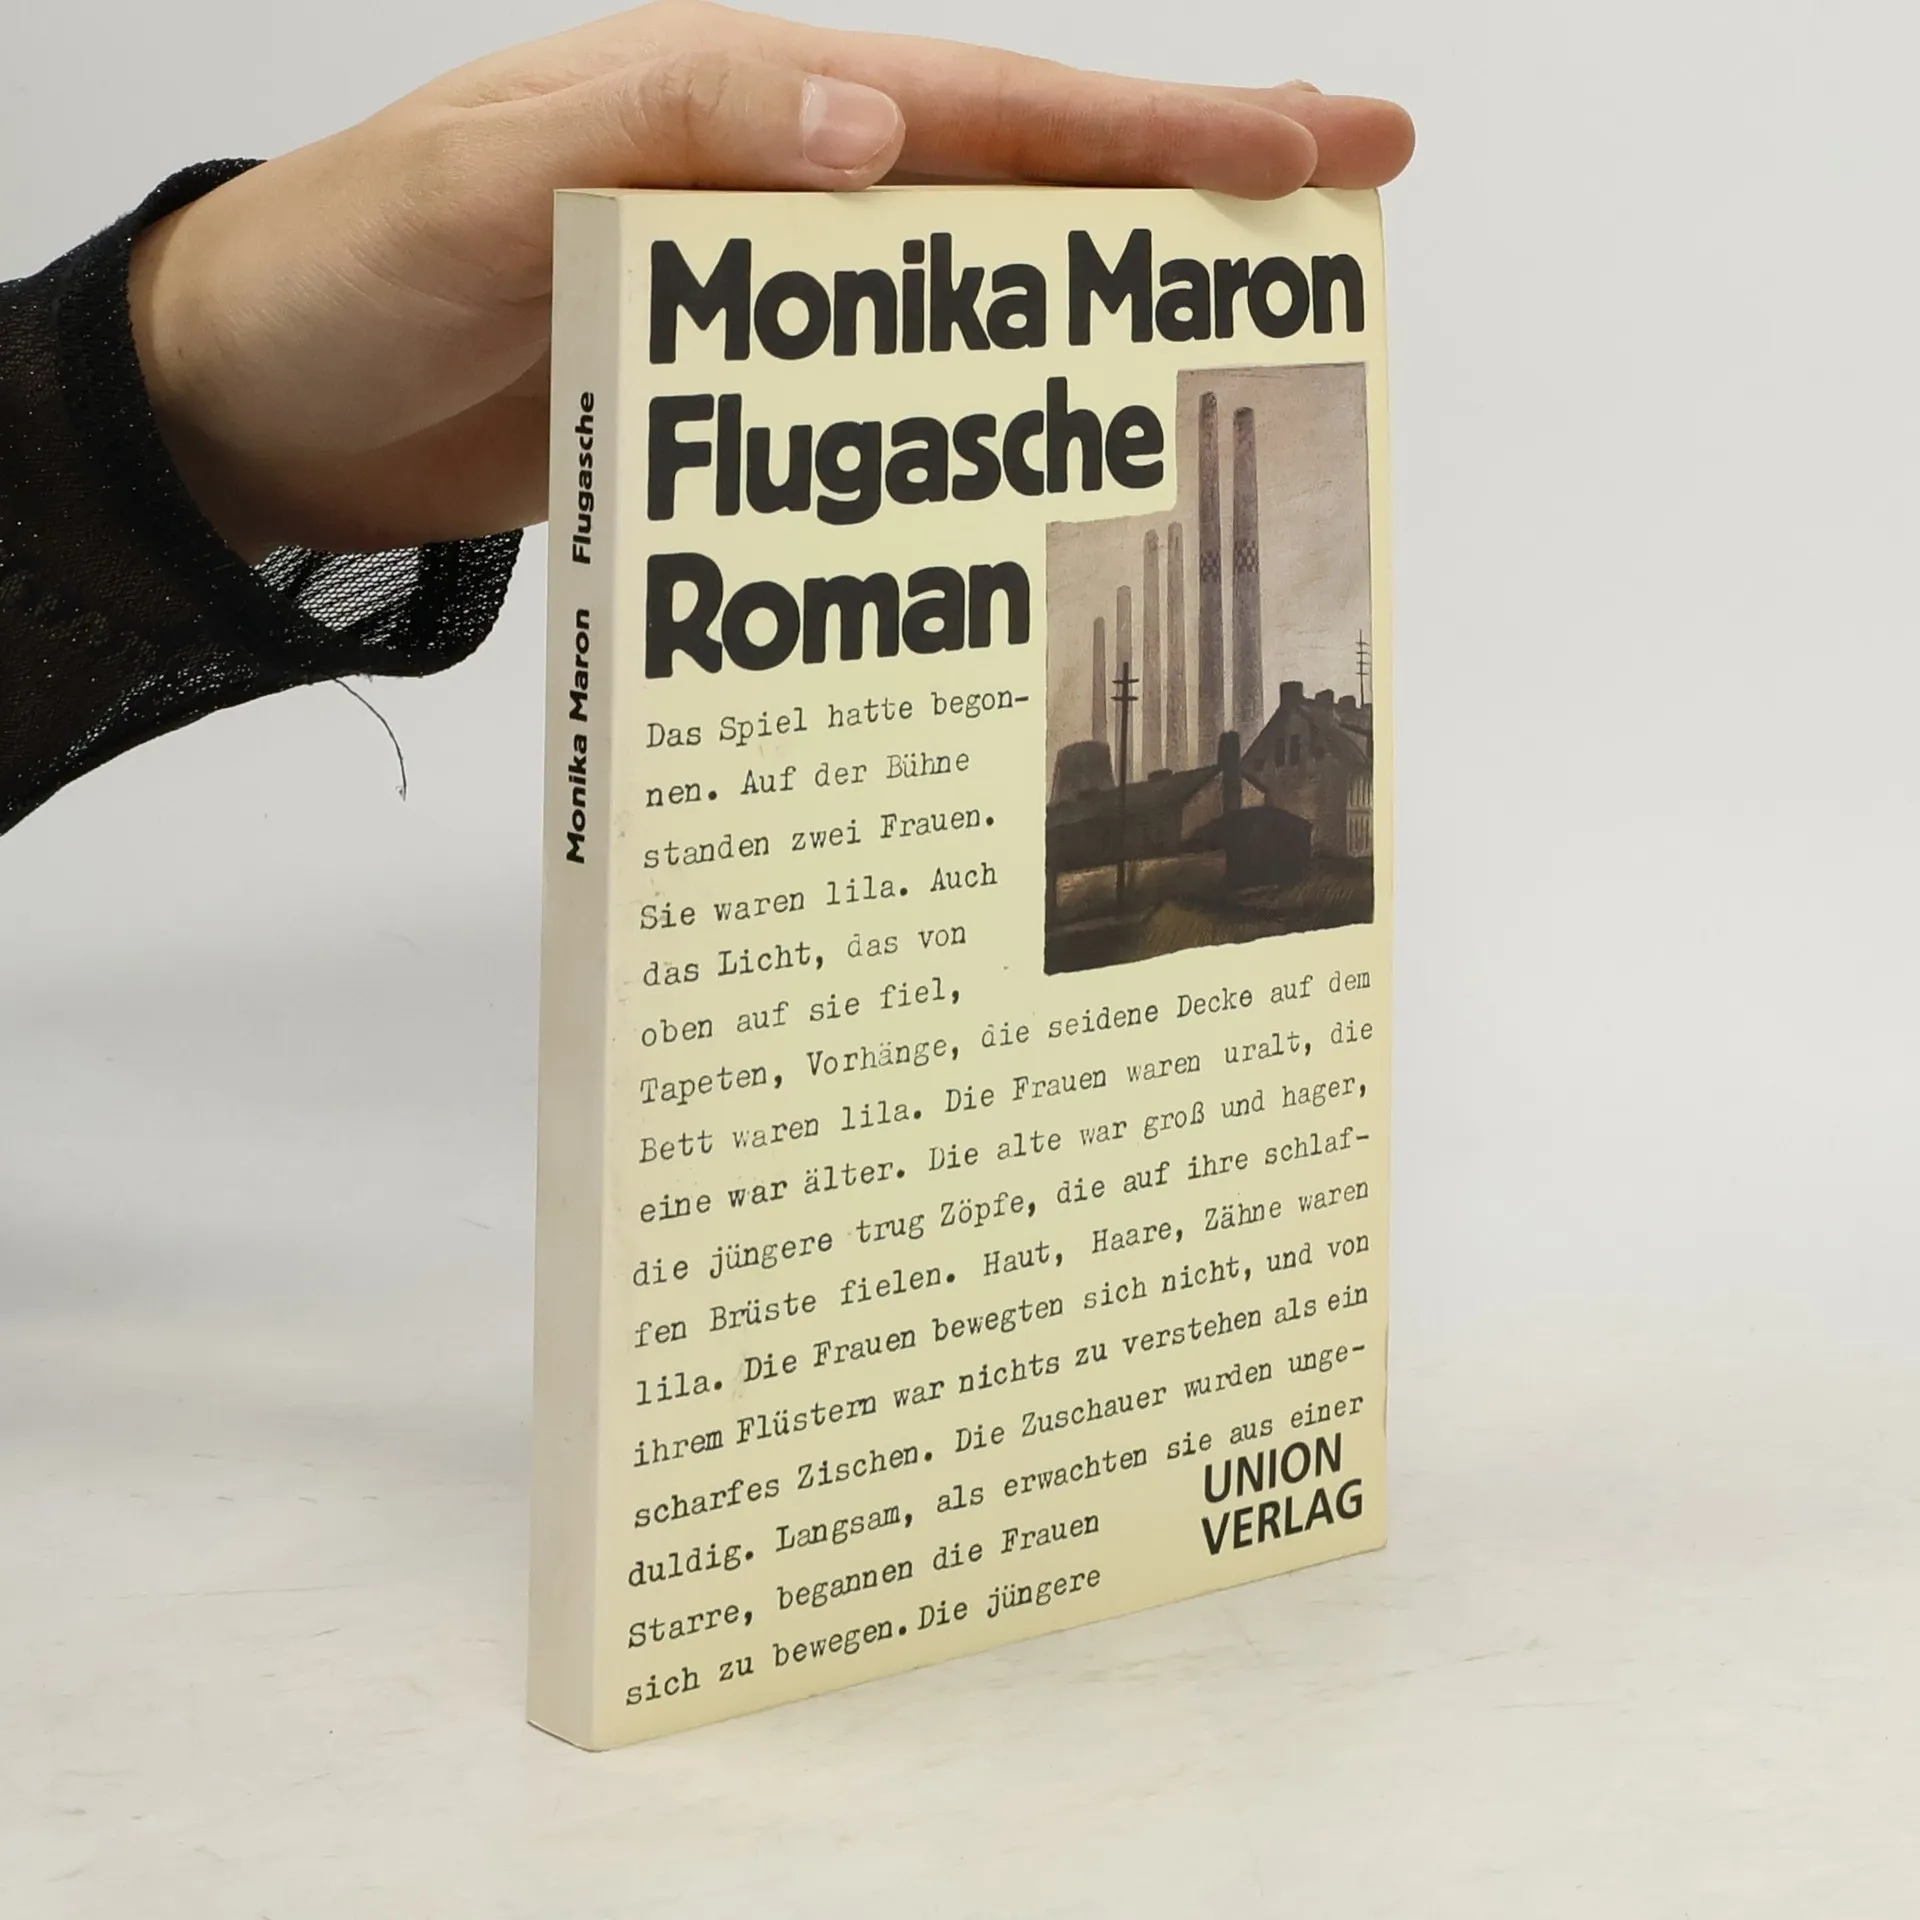 Monika Maron
Flugasche
Roman
Das Spiel hatte begon-
nen. Auf der Bühne
standen zwei Frauen.
Sie waren lila. Auch
das Licht, das von
oben auf sie fiel,
Tapeten, Vorhänge, die seidene Decke auf dem
Bett waren lila. Die Frauen waren uralt, die
eine war älter. Die alte war groß und hager,
die jüngere trug Zöpfe, die auf ihre schlaf-
fen Brüste fielen. Haut, Haare, Zähne waren
lila. Die Frauen bewegten sich nicht, und von
ihrem Flüstern war nichts zu verstehen als ein
scharfes Zischen. Die Zuschauer wurden unge-
duldig. Langsam, als erwachten sie aus einer
Starre, begannen die Frauen
sich zu bewegen. Die jüngere
UNION
VERLAG
Monika Maron Flugasche